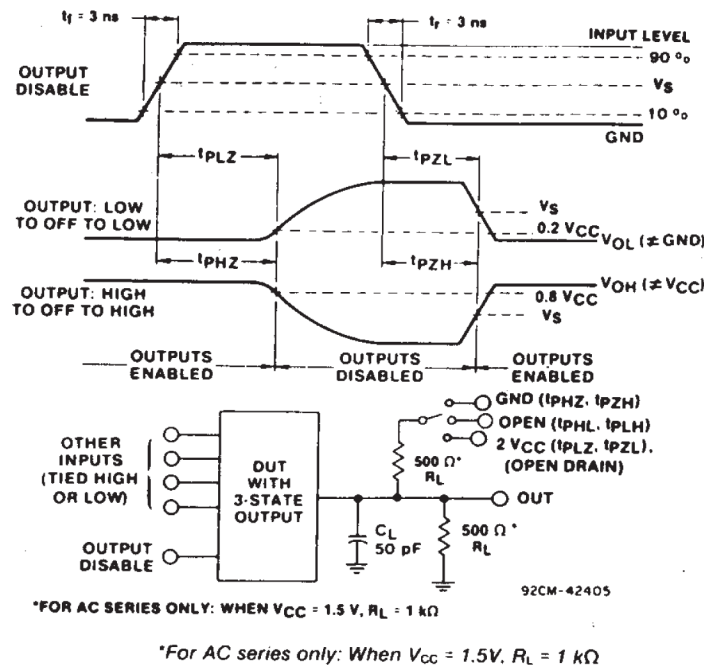 tf = 3 ns
tr = 3 ns
INPUT LEVEL
90 %
OUTPUT
DISABLE
VS
10 %
GND
tPLZ
tPZL
OUTPUT: LOW
TO OFF TO LOW
VS
0.2 VCC
VOL (≠ GND)
tPHZ
tPZH
OUTPUT: HIGH
TO OFF TO HIGH
VOH (≠ VCC)
0.8 VCC
VS
OUTPUTS
ENABLED
OUTPUTS
DISABLED
OUTPUTS
ENABLED
GND (tPHZ, tPZH)
OPEN (tPHL, tPLH)
2 VCC (tPLZ, tPZL),
(OPEN DRAIN)
OTHER
INPUTS
(TIED HIGH
OR LOW)
DUT
WITH
3-STATE
OUTPUT
500 Ω*
RL
OUT
CL
50 pF
500 Ω*
RL
OUTPUT
DISABLE
92CM-42405
*FOR AC SERIES ONLY: WHEN VCC = 1.5 V, RL = 1 kΩ
*For AC series only: When VCC = 1.5V, RL = 1 kΩ